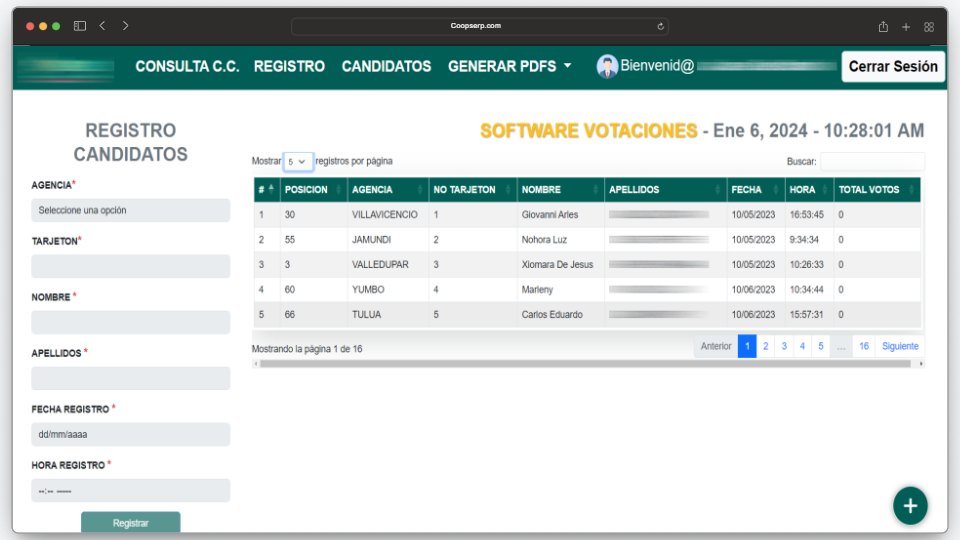 Coopserp.com
CONSULTA C.C. REGISTRO CANDIDATOS GENERAR PDFS Bienvenid@ Cerrar Sesión
REGISTRO
CANDIDATOS
AGENCIA*
Seleccione una opción
TARJETON*
NOMBRE *
APELLIDOS *
FECHA REGISTRO *
dd/mm/aaaa
HORA REGISTRO *
--:-- ----
Registrar
SOFTWARE VOTACIONES - Ene 6, 2024 - 10:28:01 AM
Mostrar 5 registros por página Buscar:
# POSICION AGENCIA NO TARJETON NOMBRE APELLIDOS FECHA HORA TOTAL VOTOS
1 30 VILLAVICENCIO 1 Giovanni Arles 10/05/2023 16:53:45 0
2 55 JAMUNDI 2 Nohora Luz 10/05/2023 9:34:34 0
3 3 VALLEDUPAR 3 Xiomara De Jesus 10/05/2023 10:26:33 0
4 60 YUMBO 4 Marleny 10/06/2023 10:34:44 0
5 66 TULUA 5 Carlos Eduardo 10/06/2023 15:57:31 0
Mostrando la página 1 de 16 Anterior 1 2 3 4 5 ... 16 Siguiente
+